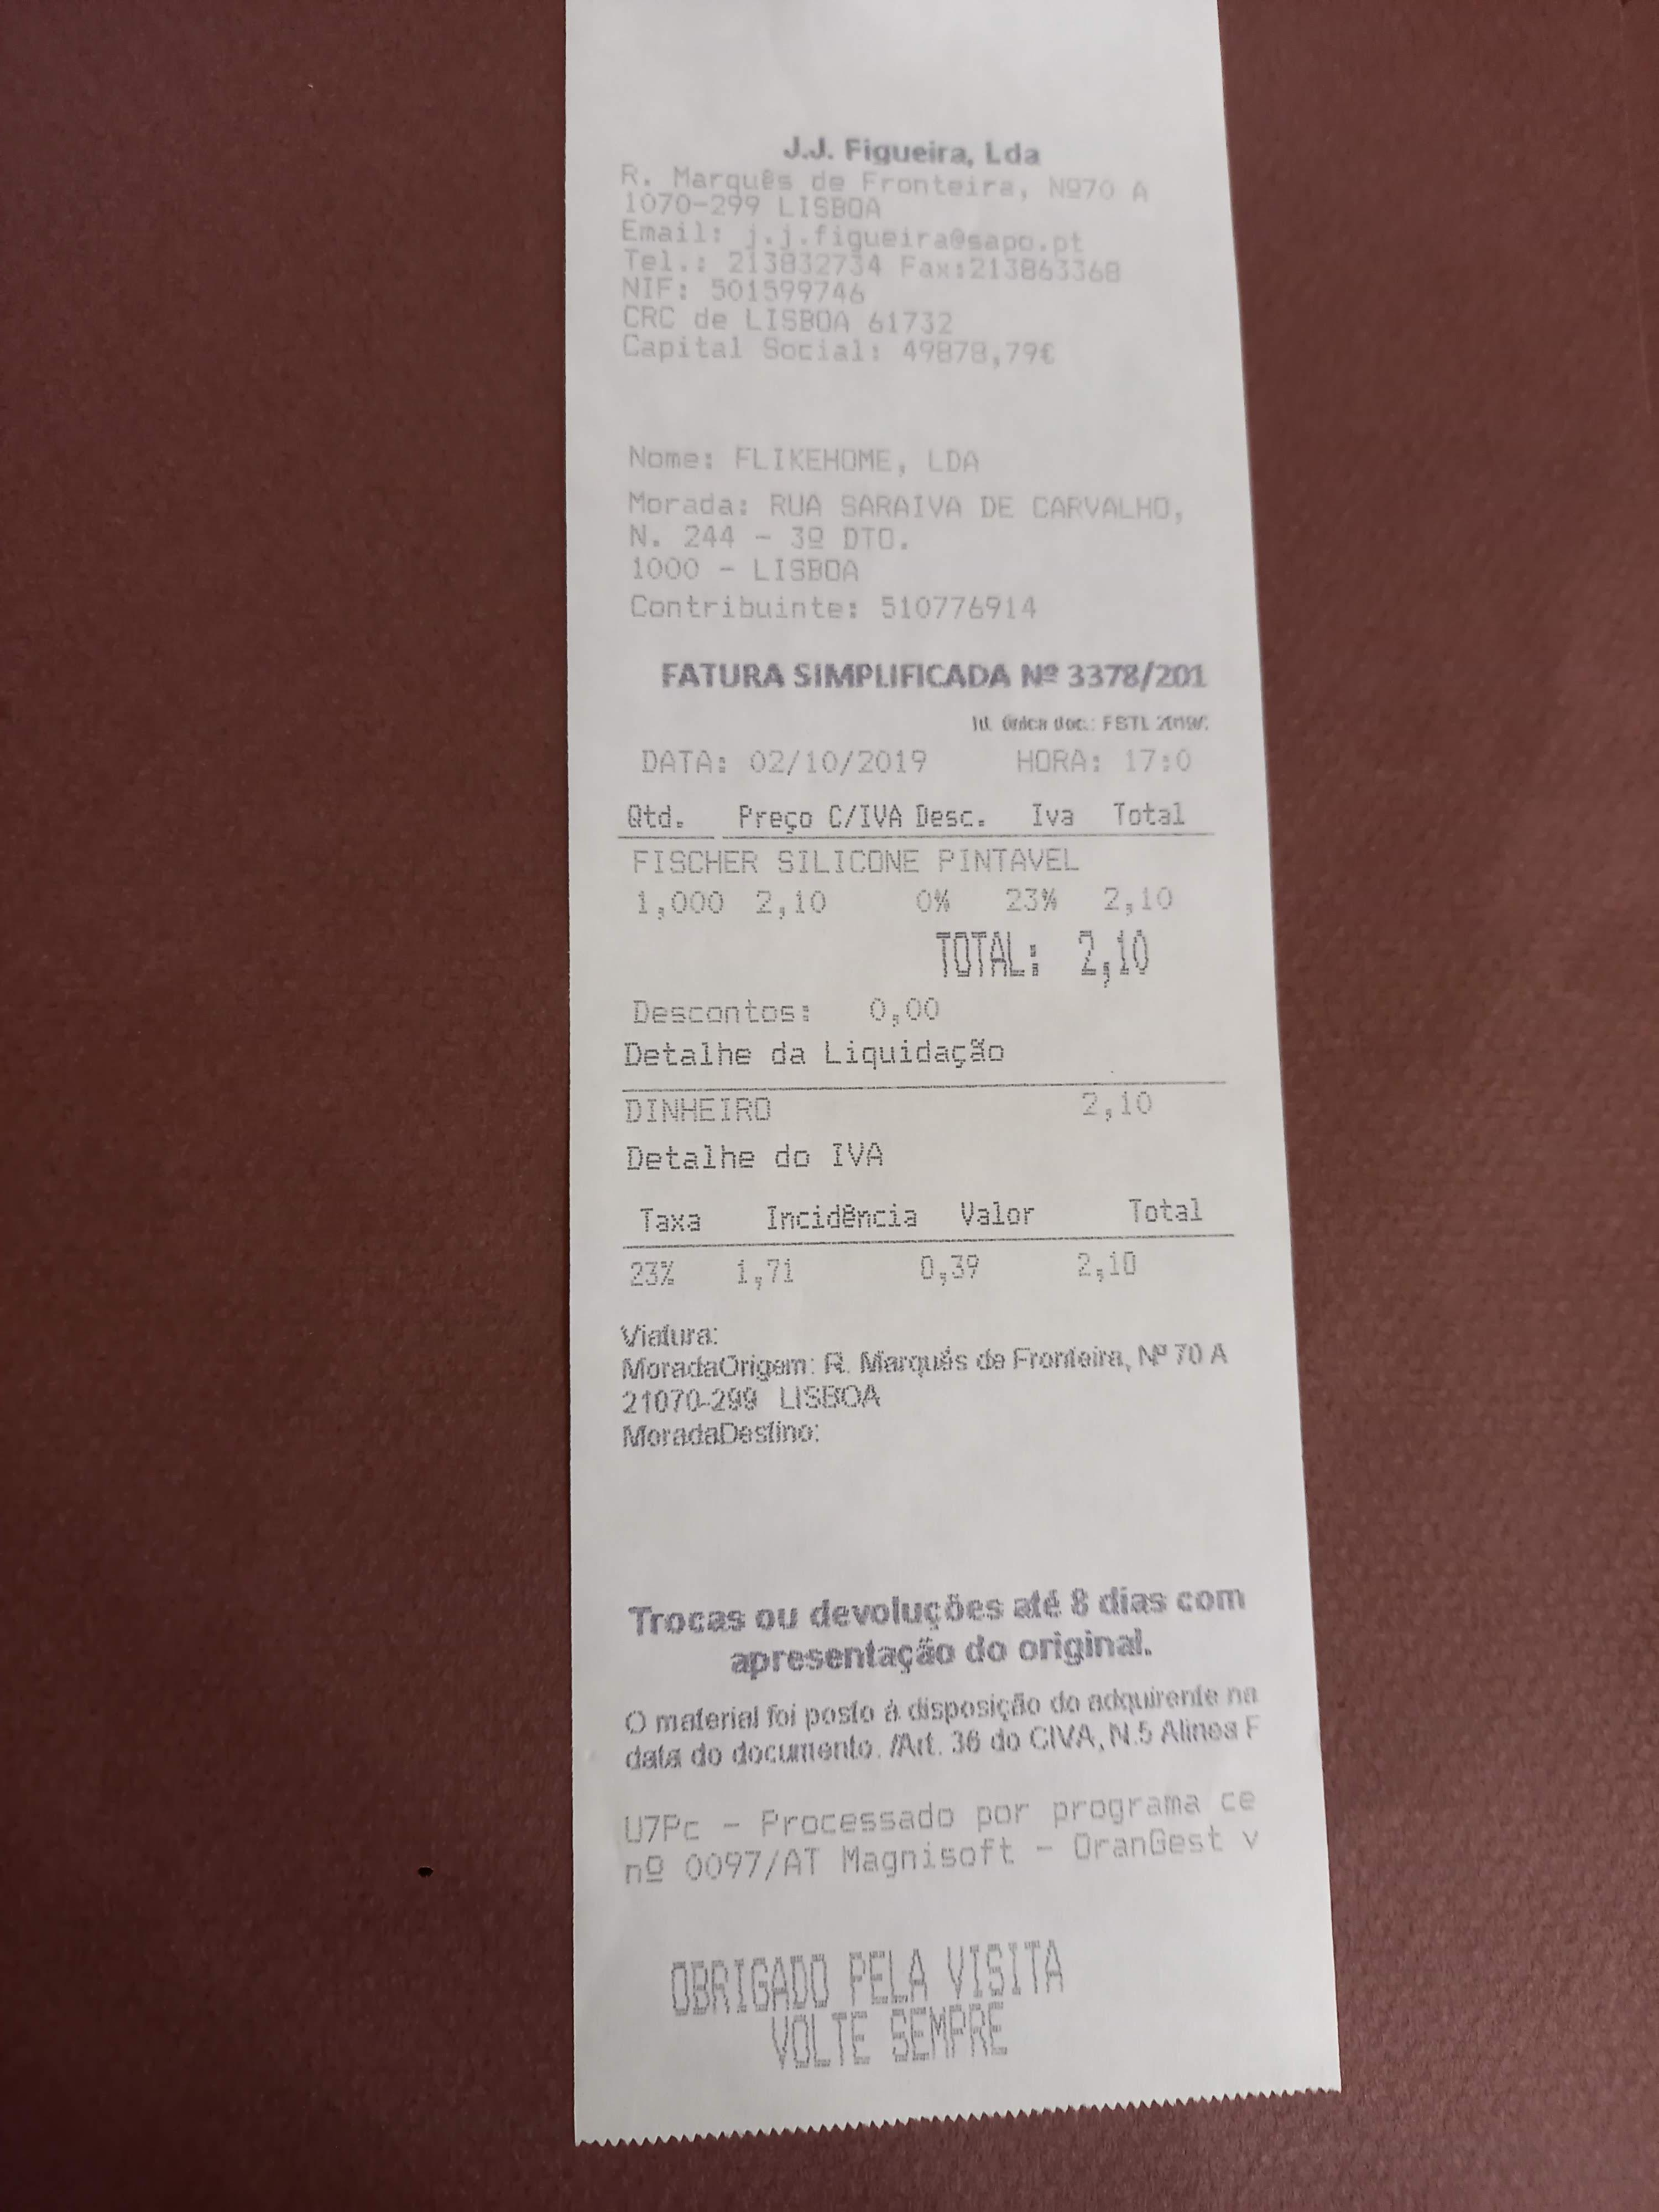 J.J. Figueira, Lda
R. Marquês de Fronteira, Nº70 A
1070-299 LISBOA
Email: j.j.figueira@sapo.pt
Tel.: 213832734 Fax:213863368
NIF: 501599746
CRC de LISBOA 61732
Capital Social: 49878,79€
Nome: FLIKEHOME, LDA
Morada: RUA SARAIVA DE CARVALHO,
N. 244 - 3º DTO.
1000 - LISBOA
Contribuinte: 510776914
FATURA SIMPLIFICADA Nº 3378/201
Id. única doc.: FSTL 2019/
DATA: 02/10/2019 HORA: 17:0
Qtd. Preço C/IVA Desc. Iva Total
FISCHER SILICONE PINTAVEL
1,000 2,10 0% 23% 2,10
TOTAL: 2,10
Descontos: 0,00
Detalhe da Liquidação
DINHEIRO 2,10
Detalhe do IVA
Taxa Incidência Valor Total
23% 1,71 0,39 2,10
Viatura:
MoradaOrigem: R. Marquês de Fronteira, Nº 70 A
21070-299 LISBOA
MoradaDestino:
Trocas ou devoluções até 8 dias com
apresentação do original.
O material foi posto à disposição do adquirente na
data do documento. /Art. 36 do CIVA, N.5 Alinea F
U7Pc - Processado por programa ce
nº 0097/AT Magnisoft - OranGest v
OBRIGADO PELA VISITA
VOLTE SEMPRE